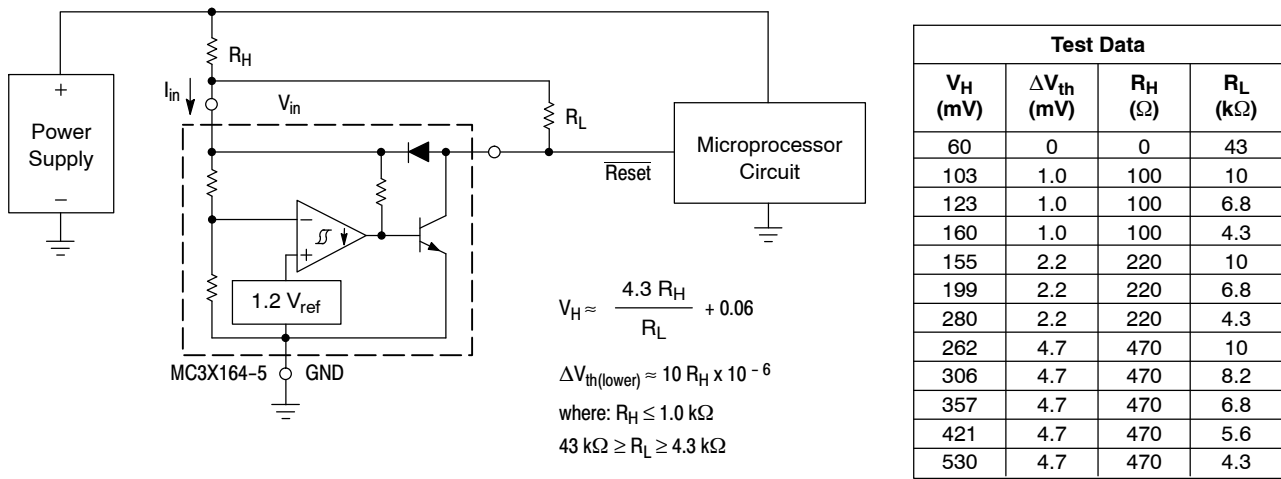 Power
Supply
+
−
R_H
I_in
V_in
R_L
Reset
Microprocessor
Circuit
−
+
1.2 V_ref
MC3X164−5
GND
V_H ≈ 4.3 R_H / R_L + 0.06
ΔV_th(lower) ≈ 10 R_H x 10 − 6
where: R_H ≤ 1.0 kΩ
43 kΩ ≥ R_L ≥ 4.3 kΩ
Test Data
V_H (mV) ΔV_th (mV) R_H (Ω) R_L (kΩ)
60 0 0 43
103 1.0 100 10
123 1.0 100 6.8
160 1.0 100 4.3
155 2.2 220 10
199 2.2 220 6.8
280 2.2 220 4.3
262 4.7 470 10
306 4.7 470 8.2
357 4.7 470 6.8
421 4.7 470 5.6
530 4.7 470 4.3